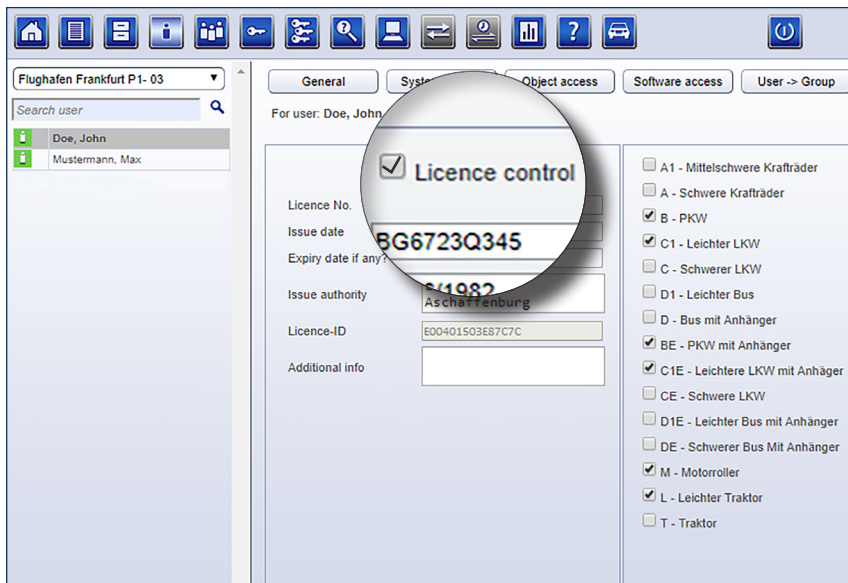 Flughafen Frankfurt P1- 03
Search user
Doe, John
Mustermann, Max
General
Object access
Software access
User -> Group
For user: Doe, John
Licence control
Licence No.
BG6723Q345
Issue date
Expiry date if any?
/1982
Issue authority
Aschaffenburg
Licence-ID
E00401503E87C7C
Additional info
A1 - Mittelschwere Krafträder
A - Schwere Krafträder
B - PKW
C1 - Leichter LKW
C - Schwerer LKW
D1 - Leichter Bus
D - Bus mit Anhänger
BE - PKW mit Anhänger
C1E - Leichtere LKW mit Anhäger
CE - Schwere LKW
D1E - Leichter Bus mit Anhänger
DE - Schwerer Bus Mit Anhänger
M - Motorroller
L - Leichter Traktor
T - Traktor